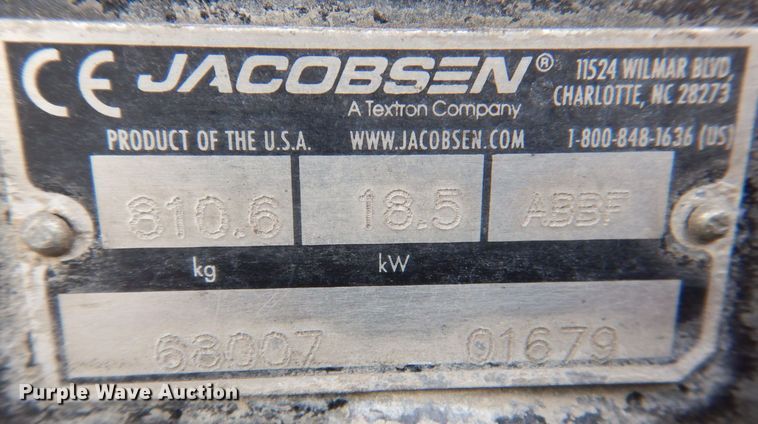 CE JACOBSEN® 11524 WILMAR BLVD,
A Textron Company CHARLOTTE, NC 28273
PRODUCT OF THE U.S.A. WWW.JACOBSEN.COM 1-800-848-1636 (US)
810.6 18.5 ABBF
kg kW
68007 01679
Purple Wave Auction